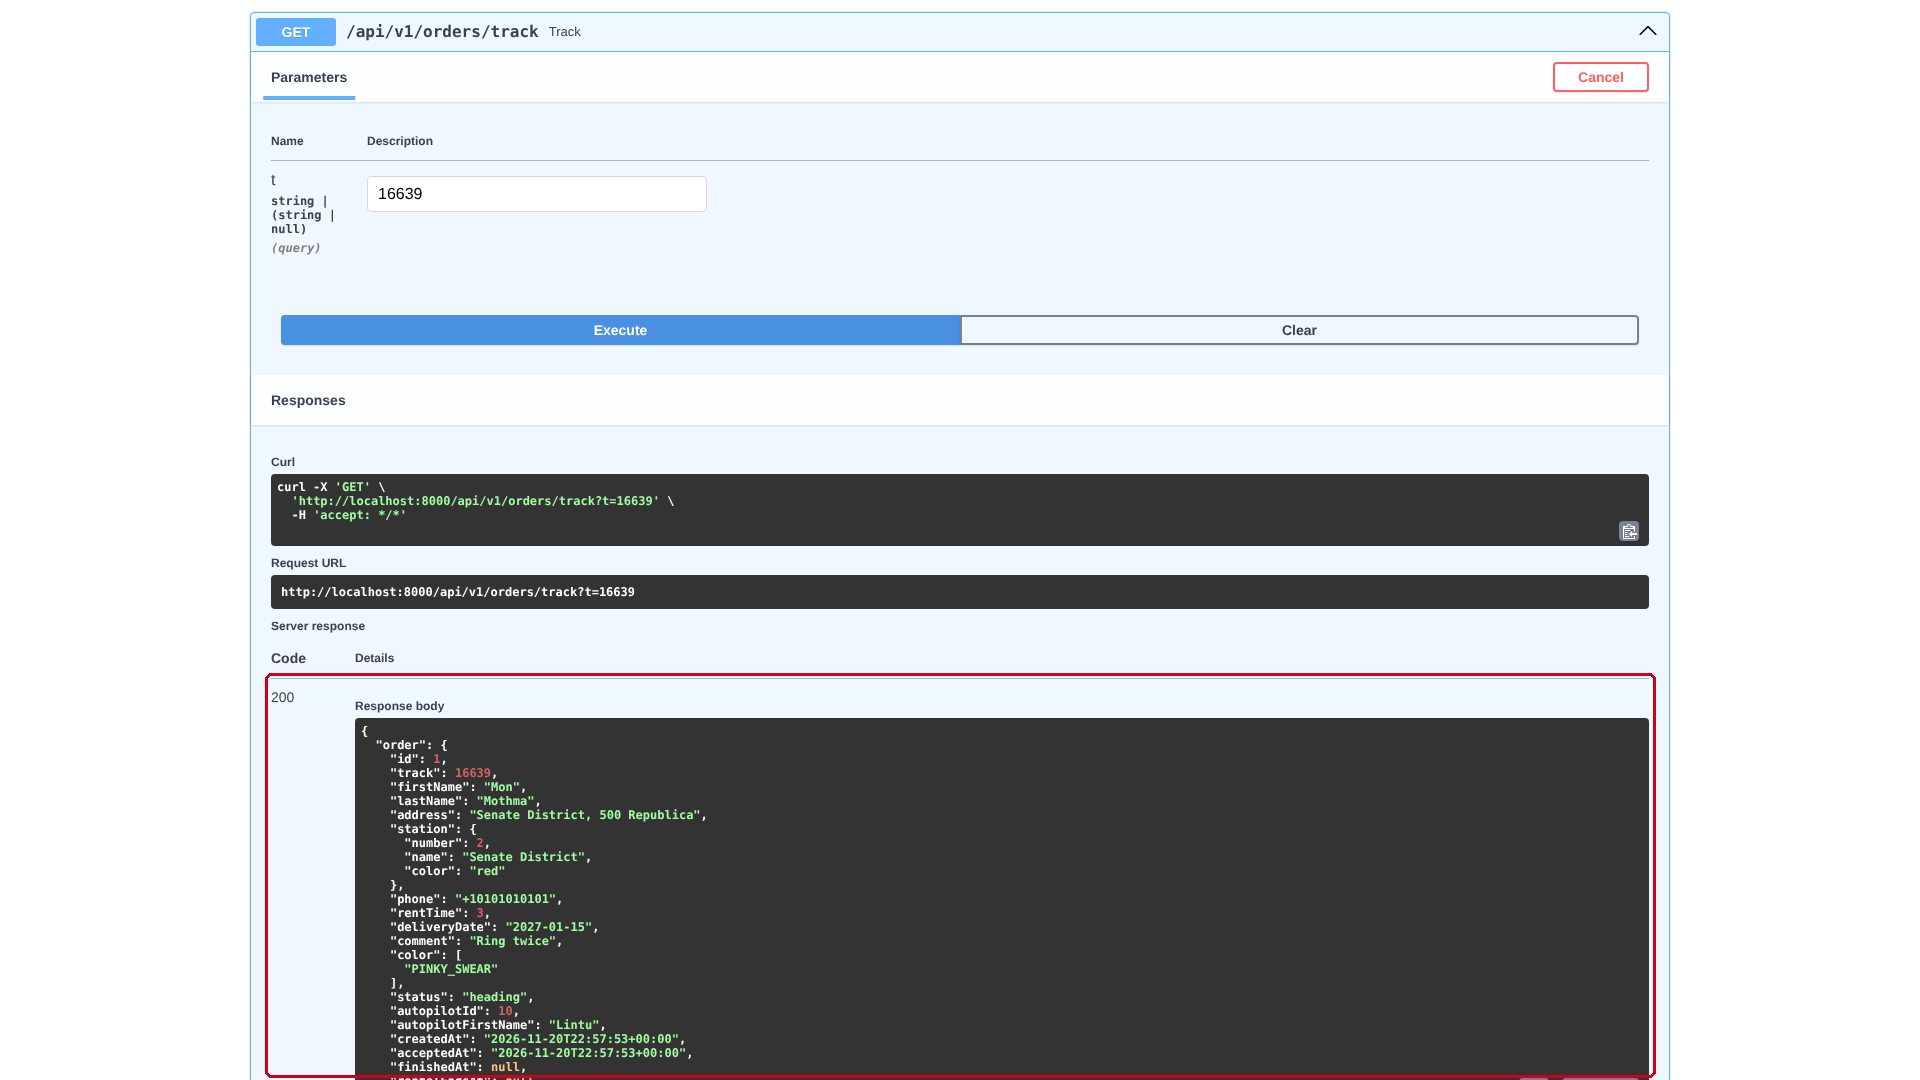 GET /api/v1/orders/track Track
Parameters
Cancel
Name Description
t
string |
(string |
null)
(query)
16639
Execute
Clear
Responses
Curl
curl -X 'GET' \
  'http://localhost:8000/api/v1/orders/track?t=16639' \
  -H 'accept: */*'
Request URL
http://localhost:8000/api/v1/orders/track?t=16639
Server response
Code Details
200
Response body
{
  "order": {
    "id": 1,
    "track": 16639,
    "firstName": "Mon",
    "lastName": "Mothma",
    "address": "Senate District, 500 Republica",
    "station": {
      "number": 2,
      "name": "Senate District",
      "color": "red"
    },
    "phone": "+10101010101",
    "rentTime": 3,
    "deliveryDate": "2027-01-15",
    "comment": "Ring twice",
    "color": [
      "PINKY_SWEAR"
    ],
    "status": "heading",
    "autopilotId": 10,
    "autopilotFirstName": "Lintu",
    "createdAt": "2026-11-20T22:57:53+00:00",
    "acceptedAt": "2026-11-20T22:57:53+00:00",
    "finishedAt": null,